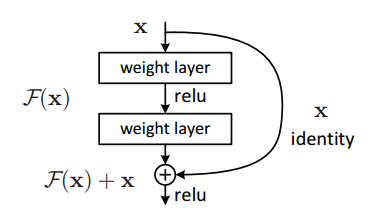 x
weight layer
relu
F(x)
weight layer
x
identity
F(x) + x
relu